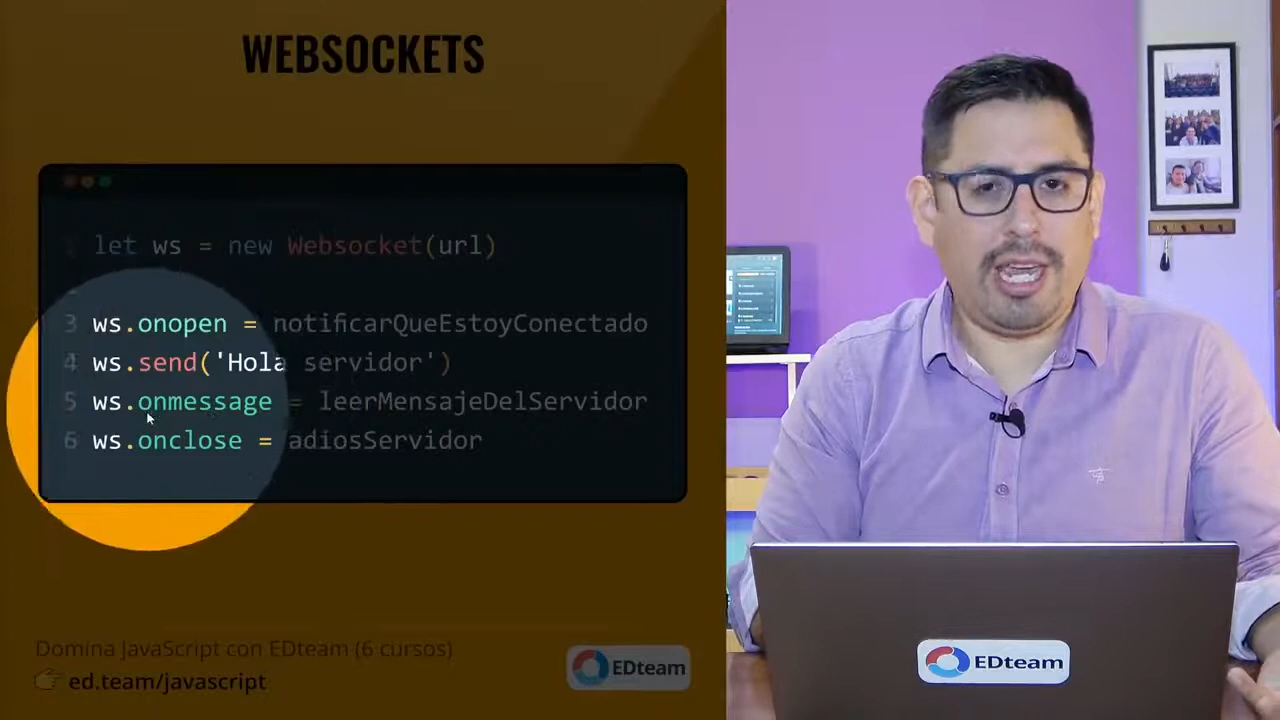 WEBSOCKETS
1 let ws = new Websocket(url)
2
3 ws.onopen = notificarQueEstoyConectado
4 ws.send('Hola servidor')
5 ws.onmessage = leerMensajeDelServidor
6 ws.onclose = adiosServidor
Domina JavaScript con EDteam (6 cursos)
👉 ed.team/javascript
EDteam
EDteam